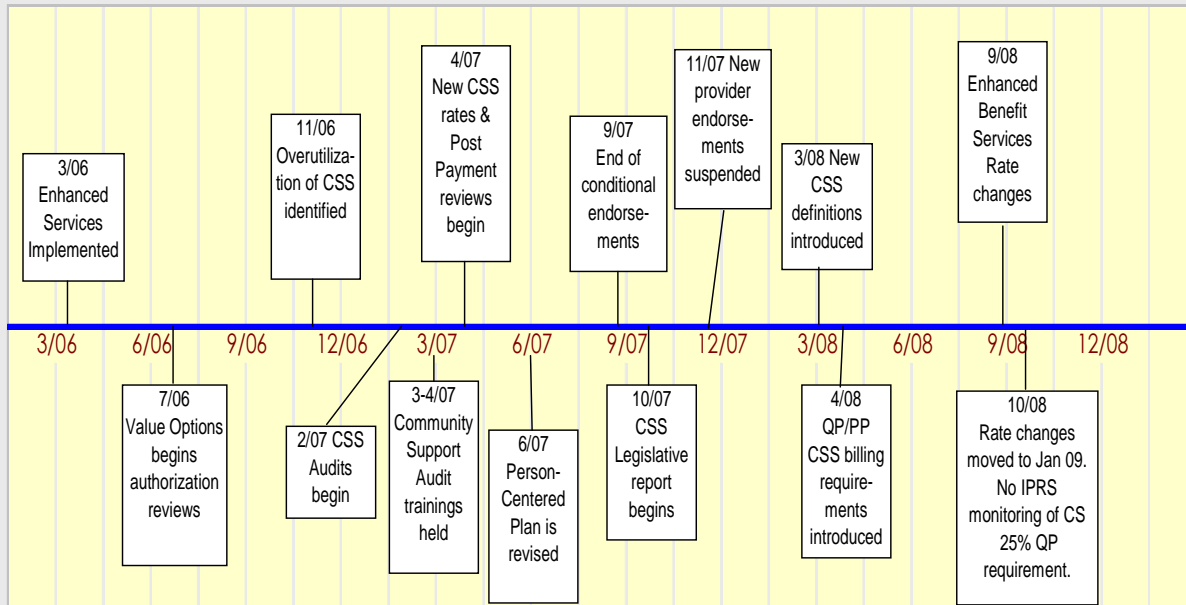 3/06
Enhanced
Services
Implemented
11/06
Overutiliza-
tion of CSS
identified
4/07
New CSS
rates &
Post
Payment
reviews
begin
9/07
End of
conditional
endorse-
ments
11/07 New
provider
endorse-
ments
suspended
3/08 New
CSS
definitions
introduced
9/08
Enhanced
Benefit
Services
Rate
changes
3/06 6/06 9/06 12/06 3/07 6/07 9/07 12/07 3/08 6/08 9/08 12/08
7/06
Value Options
begins
authorization
reviews
2/07 CSS
Audits
begin
3-4/07
Community
Support
Audit
trainings
held
6/07
Person-
Centered
Plan is
revised
10/07
CSS
Legislative
report
begins
4/08
QP/PP
CSS billing
require-
ments
introduced
10/08
Rate changes
moved to Jan 09.
No IPRS
monitoring of CS
25% QP
requirement.